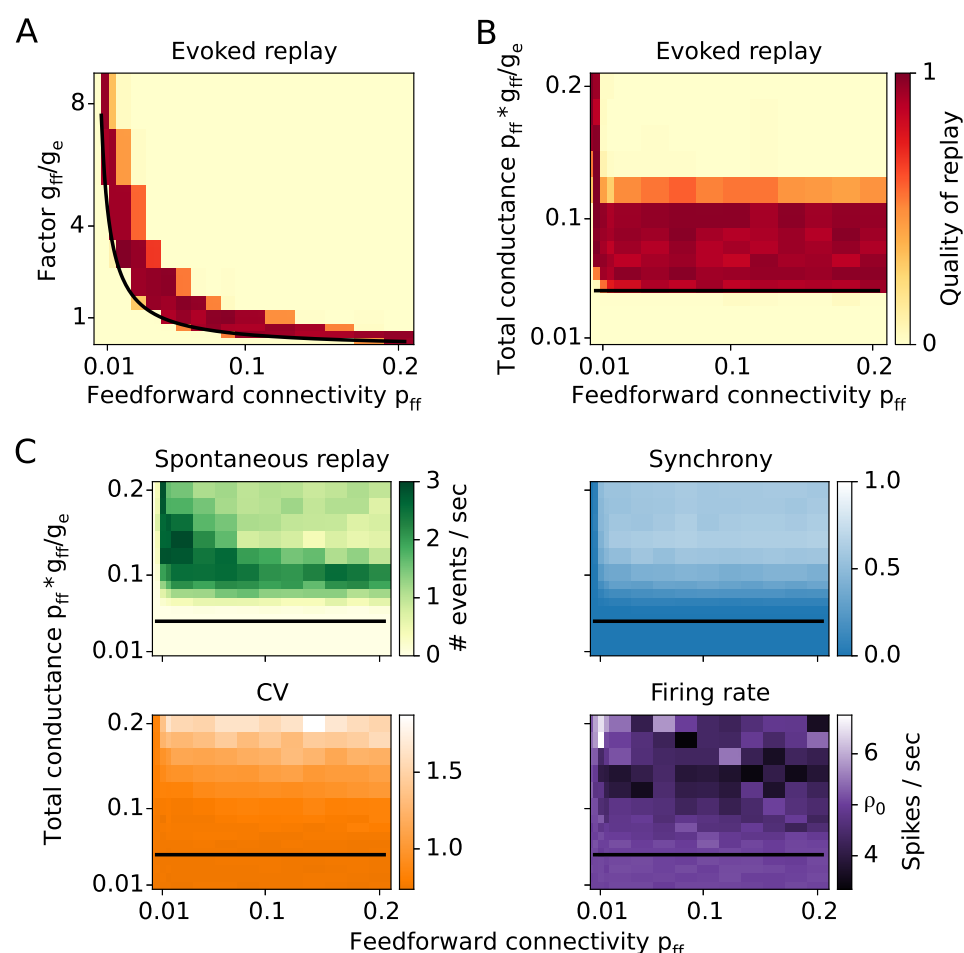 A
Evoked replay
8
4
1
Factor g_ff/g_e
0.01 0.1 0.2
Feedforward connectivity p_ff
B
Evoked replay
0.2
0.1
0.01
Total conductance p_ff * g_ff/g_e
0.01 0.1 0.2
Feedforward connectivity p_ff
1
0
Quality of replay
C
Spontaneous replay
0.2
0.1
0.01
3
2
1
0
# events / sec
Synchrony
1.0
0.5
0.0
Total conductance p_ff * g_ff/g_e
CV
0.2
0.1
0.01
0.01 0.1 0.2
1.5
1.0
Firing rate
0.01 0.1 0.2
6
ρ_0
4
Spikes / sec
Feedforward connectivity p_ff